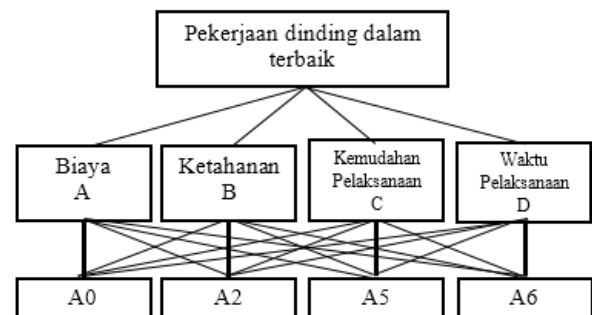 Pekerjaan dinding dalam
terbaik
Biaya
A
Ketahanan
B
Kemudahan
Pelaksanaan
C
Waktu
Pelaksanaan
D
A0
A2
A5
A6